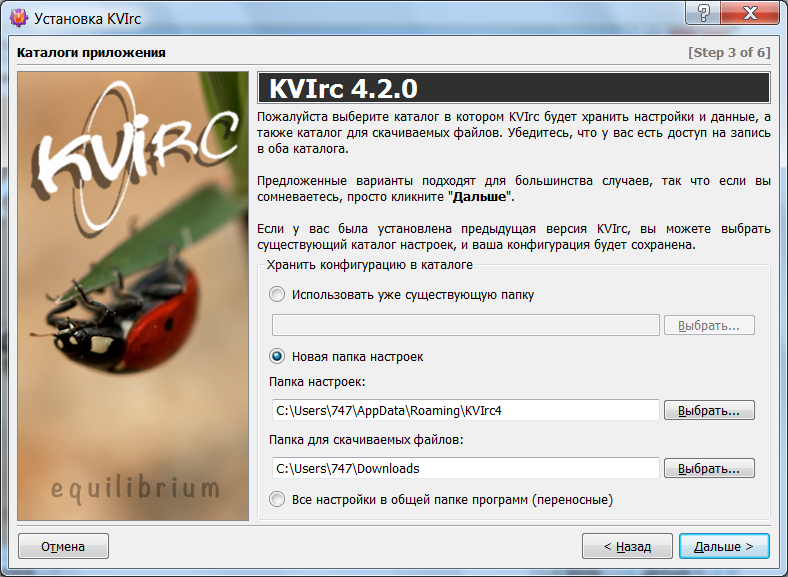 Установка KVIrc
Каталоги приложения
[Step 3 of 6]
KVIrc
KVIrc 4.2.0
Пожалуйста выберите каталог в котором KVIrc будет хранить настройки и данные, а
также каталог для скачиваемых файлов. Убедитесь, что у вас есть доступ на запись
в оба каталога.
Предложенные варианты подходят для большинства случаев, так что если вы
сомневаетесь, просто кликните "Дальше".
Если у вас была установлена предыдущая версия KVIrc, вы можете выбрать
существующий каталог настроек, и ваша конфигурация будет сохранена.
Хранить конфигурацию в каталоге
Использовать уже существующую папку
Выбрать...
Новая папка настроек
Папка настроек:
C:\Users\747\AppData\Roaming\KVIrc4
Выбрать...
Папка для скачиваемых файлов:
C:\Users\747\Downloads
Выбрать...
Все настройки в общей папке программ (переносные)
equilibrium
Отмена
< Назад
Дальше >